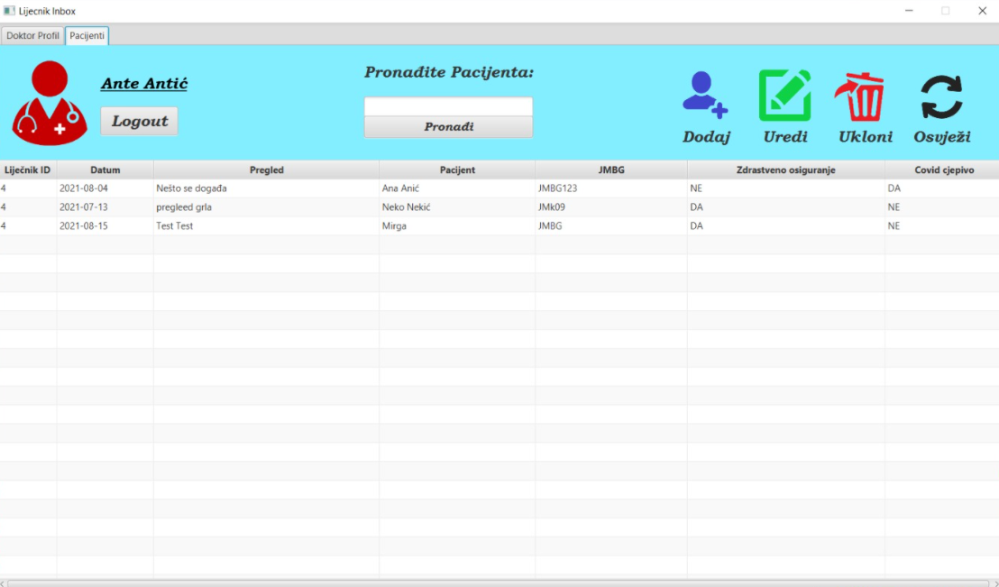 Lijecnik Inbox
Doktor Profil Pacijenti
Ante Antić
Logout
Pronađite Pacijenta:
Pronađi
Dodaj Uredi Ukloni Osvježi
Liječnik ID Datum Pregled Pacijent JMBG Zdrastveno osiguranje Covid cjepivo
4 2021-08-04 Nešto se događa Ana Anić JMBG123 NE DA
4 2021-07-13 pregleed grla Neko Nekić JMk09 DA NE
4 2021-08-15 Test Test Mirga JMBG DA NE